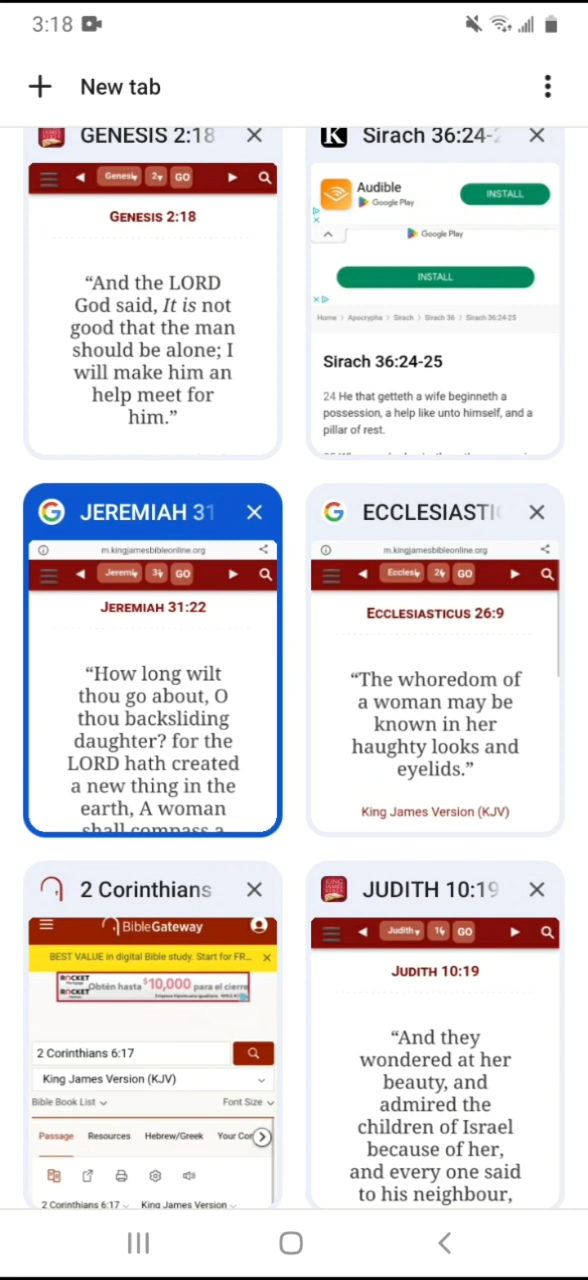 3:18
New tab
GENESIS 2:18
Genesi 2 GO
GENESIS 2:18
“And the LORD
God said, It is not
good that the man
should be alone; I
will make him an
help meet for
him.”
Sirach 36:24-
Audible
Google Play
INSTALL
Google Play
INSTALL
Home > Apocrypha > Sirach > Sirach 36 > Sirach 36:24-25
Sirach 36:24-25
24 He that getteth a wife beginneth a
possession, a help like unto himself, and a
pillar of rest.
JEREMIAH 31
m.kingjamesbibleonline.org
Jeremi 31 GO
JEREMIAH 31:22
“How long wilt
thou go about, O
thou backsliding
daughter? for the
LORD hath created
a new thing in the
earth, A woman
shall compass a
ECCLESIASTI
m.kingjamesbibleonline.org
Ecclesi 26 GO
ECCLESIASTICUS 26:9
“The whoredom of
a woman may be
known in her
haughty looks and
eyelids.”
King James Version (KJV)
2 Corinthians
BibleGateway
BEST VALUE in digital Bible study. Start for FR...
ROCKET
ROCKET
Obtén hasta $10,000 para el cierre
2 Corinthians 6:17
King James Version (KJV)
Bible Book List
Font Size
Passage Resources Hebrew/Greek Your Con
2 Corinthians 6:17 King James Version
JUDITH 10:19
Judith GO
JUDITH 10:19
“And they
wondered at her
beauty, and
admired the
children of Israel
because of her,
and every one said
to his neighbour,